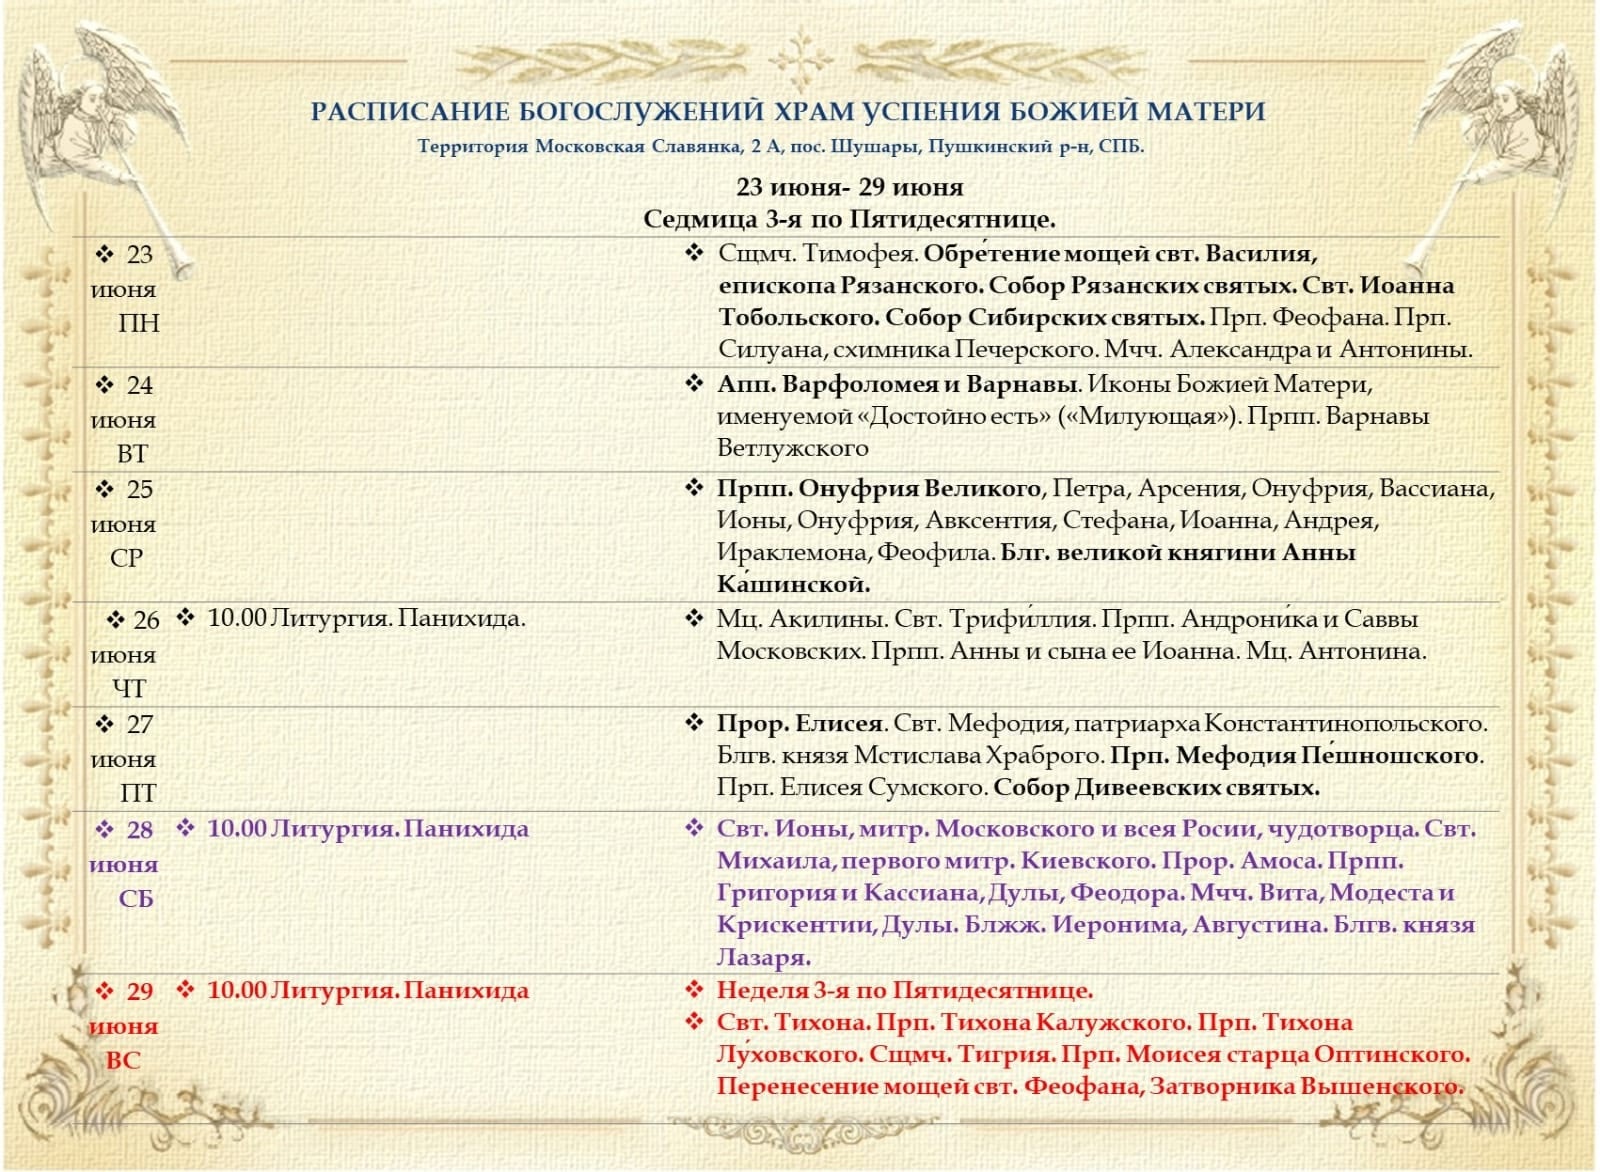 РАСПИСАНИЕ БОГОСЛУЖЕНИЙ ХРАМ УСПЕНИЯ БОЖИЕЙ МАТЕРИ
Территория Московская Славянка, 2 А, пос. Шушары, Пушкинский р-н, СПБ.
23 июня- 29 июня
Седмица 3-я по Пятидесятнице.
❖ 23
июня
ПН
❖ Сщмч. Тимофея. Обре́тение мощей свт. Василия,
епископа Рязанского. Собор Рязанских святых. Свт. Иоанна
Тобольского. Собор Сибирских святых. Прп. Феофана. Прп.
Силуана, схимника Печерского. Мчч. Александра и Антонины.
❖ 24
июня
ВТ
❖ Апп. Варфоломея и Варнавы. Иконы Божией Матери,
именуемой «Достойно есть» («Милующая»). Прпп. Варнавы
Ветлужского
❖ 25
июня
СР
❖ Прпп. Онуфрия Великого, Петра, Арсения, Онуфрия, Вассиана,
Ионы, Онуфрия, Авксентия, Стефана, Иоанна, Андрея,
Ираклемона, Феофила. Блг. великой княгини Анны
Ка́шинской.
❖ 26
июня
ЧТ
❖ 10.00 Литургия. Панихида.
❖ Мц. Акилины. Свт. Трифи́ллия. Прпп. Андрони́ка и Саввы
Московских. Прпп. Анны и сына ее Иоанна. Мц. Антонина.
❖ 27
июня
ПТ
❖ Прор. Елисея. Свт. Мефодия, патриарха Константинопольского.
Блгв. князя Мстислава Храброго. Прп. Мефодия Пе́шношского.
Прп. Елисея Сумского. Собор Дивеевских святых.
❖ 28
июня
СБ
❖ 10.00 Литургия. Панихида
❖ Свт. Ионы, митр. Московского и всея Росии, чудотворца. Свт.
Михаила, первого митр. Киевского. Прор. Амоса. Прпп.
Григория и Кассиана, Дулы, Феодора. Мчч. Вита, Модеста и
Крискентии, Дулы. Блжж. Иеронима, Августина. Блгв. князя
Лазаря.
❖ 29
июня
ВС
❖ 10.00 Литургия. Панихида
❖ Неделя 3-я по Пятидесятнице.
❖ Свт. Тихона. Прп. Тихона Калужского. Прп. Тихона
Лу́ховского. Сщмч. Тигрия. Прп. Моисея старца Оптинского.
Перенесение мощей свт. Феофана, Затворника Вышенского.